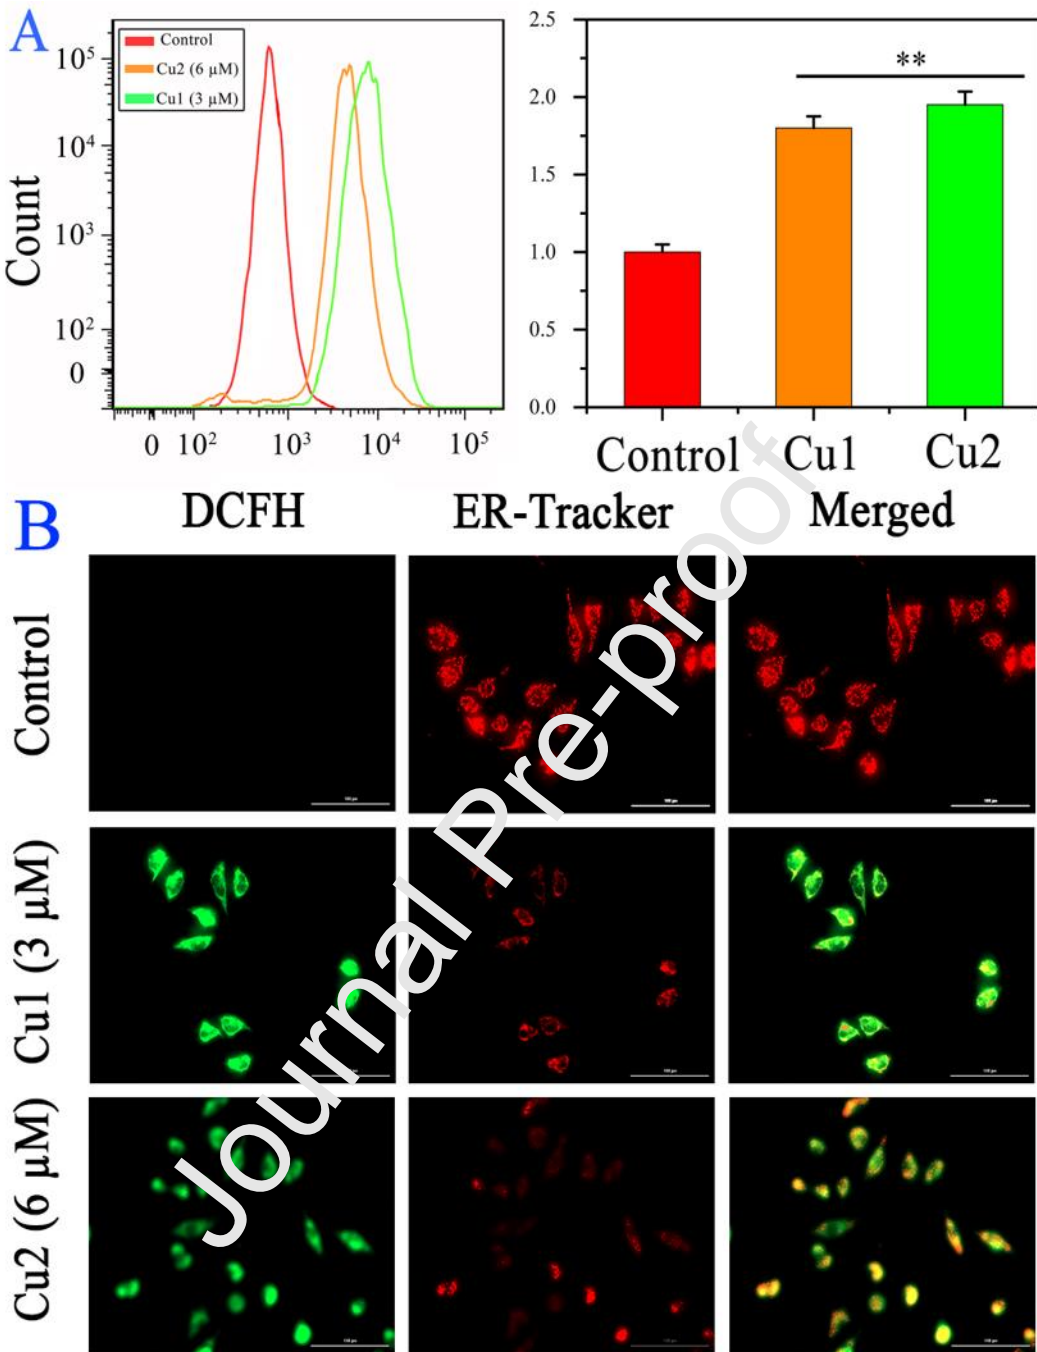 A
Control
Cu2 (6 µM)
Cu1 (3 µM)
Count
10⁵
10⁴
10³
10²
0
0 10² 10³ 10⁴ 10⁵
2.5
2.0
1.5
1.0
0.5
0.0
**
Control Cu1 Cu2
B
DCFH ER-Tracker Merged
Control
Cu1 (3 µM)
Cu2 (6 µM)
Journal Pre-proof